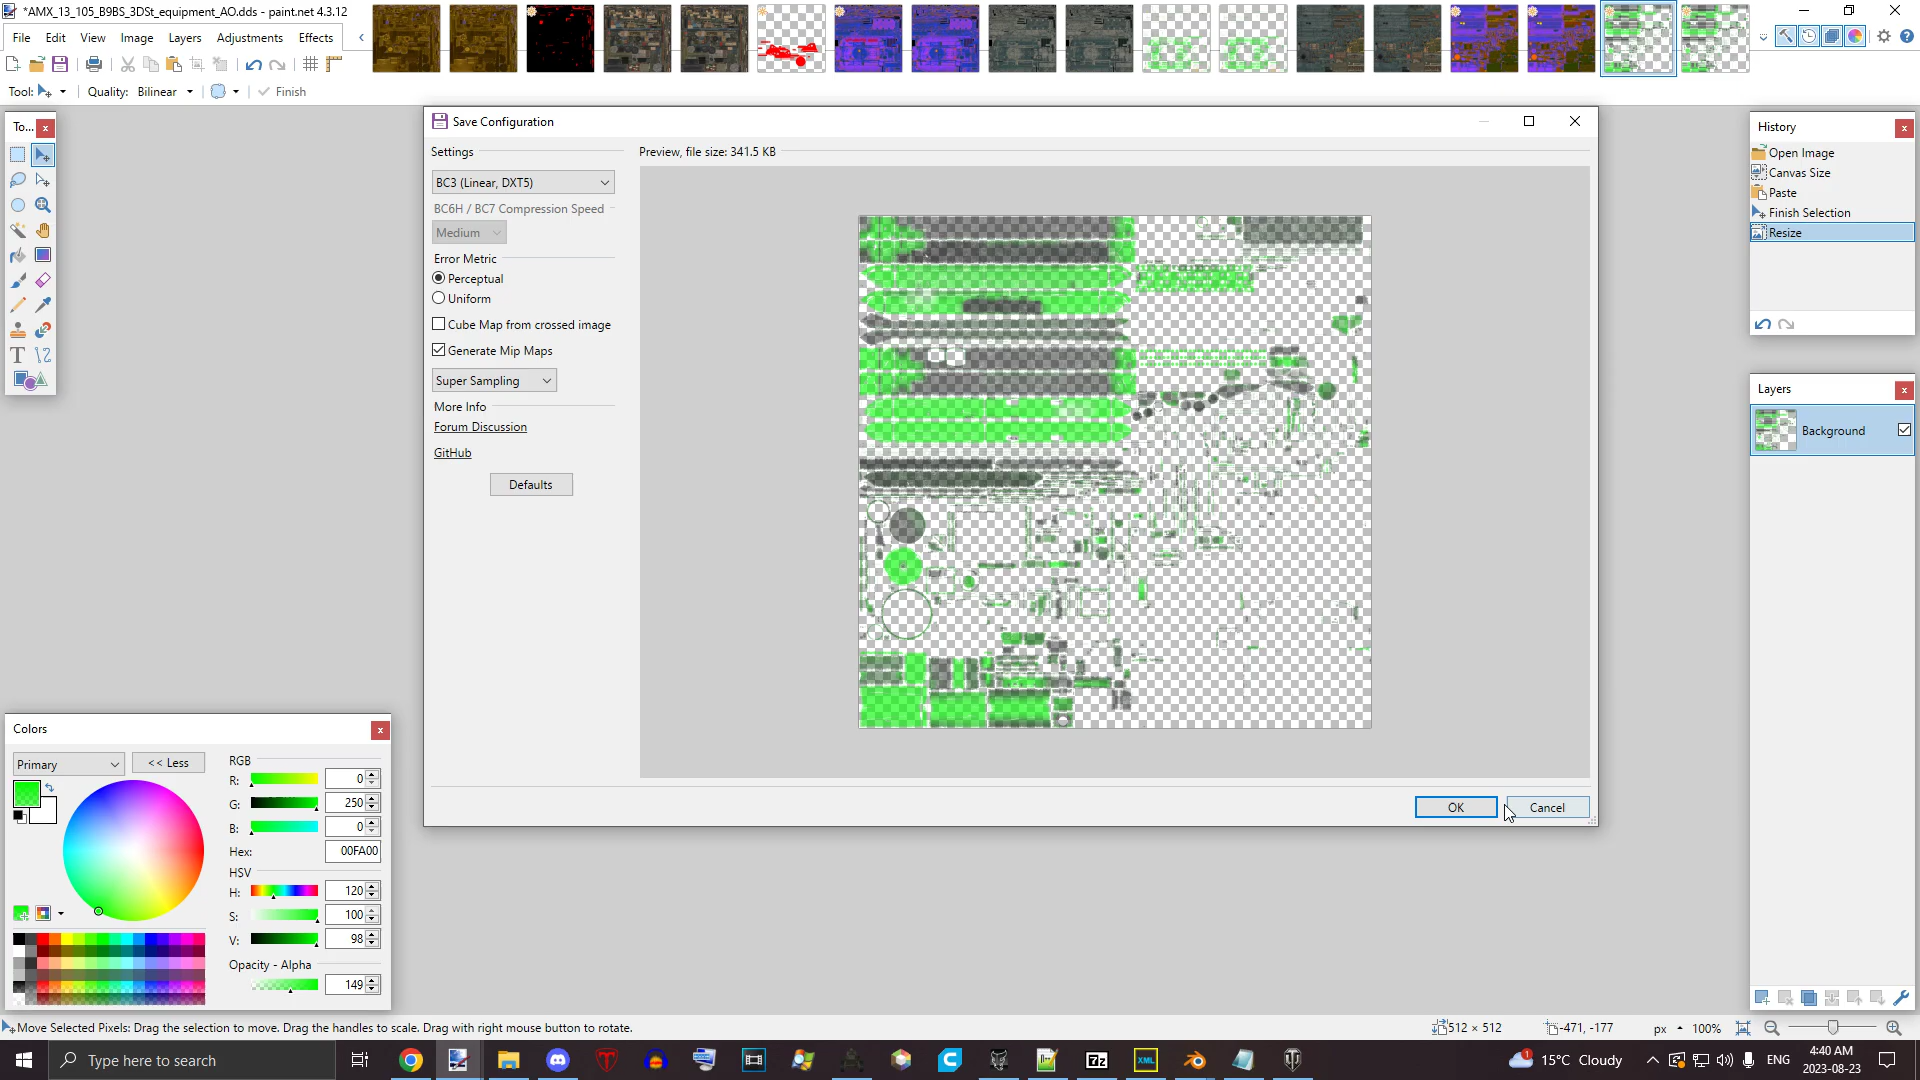 *AMX_13_105_B9BS_3DSt_equipment_AO.dds - paint.net 4.3.12
File Edit View Image Layers Adjustments Effects
Tool: Quality: Bilinear Finish
To...
Save Configuration
Settings
BC3 (Linear, DXT5)
BC6H / BC7 Compression Speed
Medium
Error Metric
Perceptual
Uniform
Cube Map from crossed image
Generate Mip Maps
Super Sampling
More Info
Forum Discussion
GitHub
Defaults
Preview, file size: 341.5 KB
OK Cancel
History
Open Image
Canvas Size
Paste
Finish Selection
Resize
Layers
Background
Colors
Primary
<< Less
RGB
R: 0
G: 250
B: 0
Hex: 00FA00
HSV
H: 120
S: 100
V: 98
Opacity - Alpha
149
Move Selected Pixels: Drag the selection to move. Drag the handles to scale. Drag with right mouse button to rotate.
512 × 512 -471, -177 px 100%
Type here to search
7z
XML
1
15°C Cloudy
ENG
4:40 AM
2023-08-23